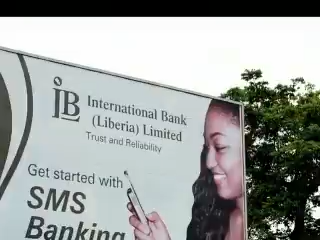 IB
International Bank
(Liberia) Limited
Trust and Reliability
Get started with
SMS
Banking